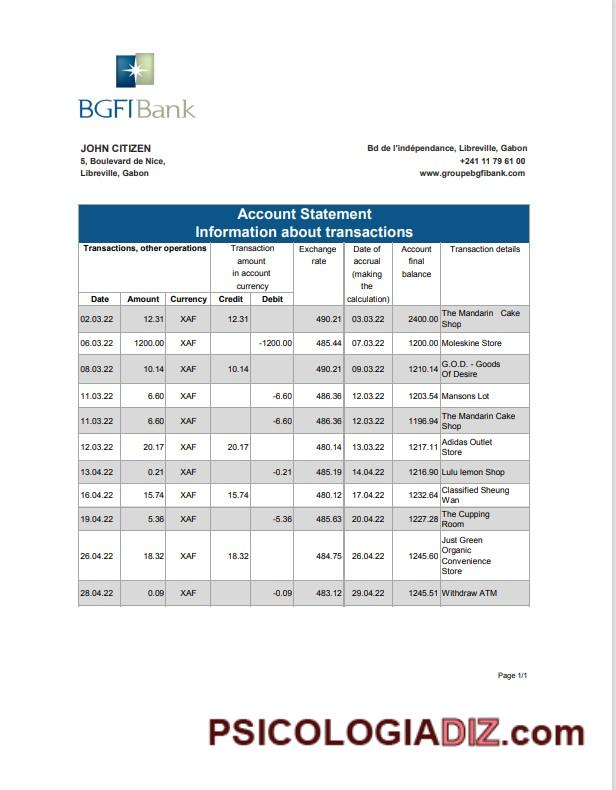 BGFIBank
JOHN CITIZEN
5, Boulevard de Nice,
Libreville, Gabon
Bd de l'indépendance, Libreville, Gabon
+241 11 79 61 00
www.groupebgfibank.com
Account Statement
Information about transactions
Transactions, other operations
Transaction
amount
in account
currency
Exchange
rate
Date of
accrual
(making
the
calculation)
Account
final
balance
Transaction details
Date Amount Currency Credit Debit
02.03.22 12.31 XAF 12.31 490.21 03.03.22 2400.00 The Mandarin Cake
Shop
06.03.22 1200.00 XAF -1200.00 485.44 07.03.22 1200.00 Moleskine Store
08.03.22 10.14 XAF 10.14 490.21 09.03.22 1210.14 G.O.D. - Goods
Of Desire
11.03.22 6.60 XAF -6.60 486.36 12.03.22 1203.54 Mansons Lot
11.03.22 6.60 XAF -6.60 486.36 12.03.22 1196.94 The Mandarin Cake
Shop
12.03.22 20.17 XAF 20.17 480.14 13.03.22 1217.11 Adidas Outlet
Store
13.04.22 0.21 XAF -0.21 485.19 14.04.22 1216.90 Lulu lemon Shop
16.04.22 15.74 XAF 15.74 480.12 17.04.22 1232.64 Classified Sheung
Wan
19.04.22 5.36 XAF -5.36 485.63 20.04.22 1227.28 The Cupping
Room
26.04.22 18.32 XAF 18.32 484.75 26.04.22 1245.60 Just Green
Organic
Convenience
Store
28.04.22 0.09 XAF -0.09 483.12 29.04.22 1245.51 Withdraw ATM
Page 1/1
PSICOLOGIADIZ.com